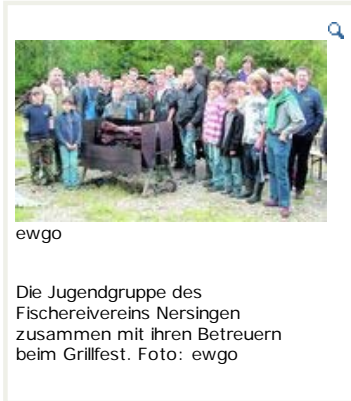 ewgo
Die Jugendgruppe des
Fischereivereins Nersingen
zusammen mit ihren Betreuern
beim Grillfest. Foto: ewgo